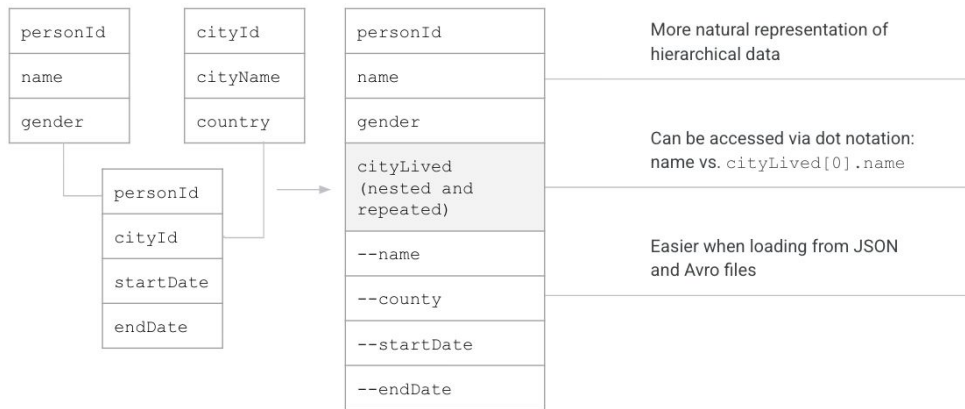 personId
name
gender
cityId
cityName
country
personId
cityId
startDate
endDate
personId
name
gender
cityLived
(nested and
repeated)
--name
--county
--startDate
--endDate
More natural representation of
hierarchical data
Can be accessed via dot notation:
name vs. cityLived[0].name
Easier when loading from JSON
and Avro files